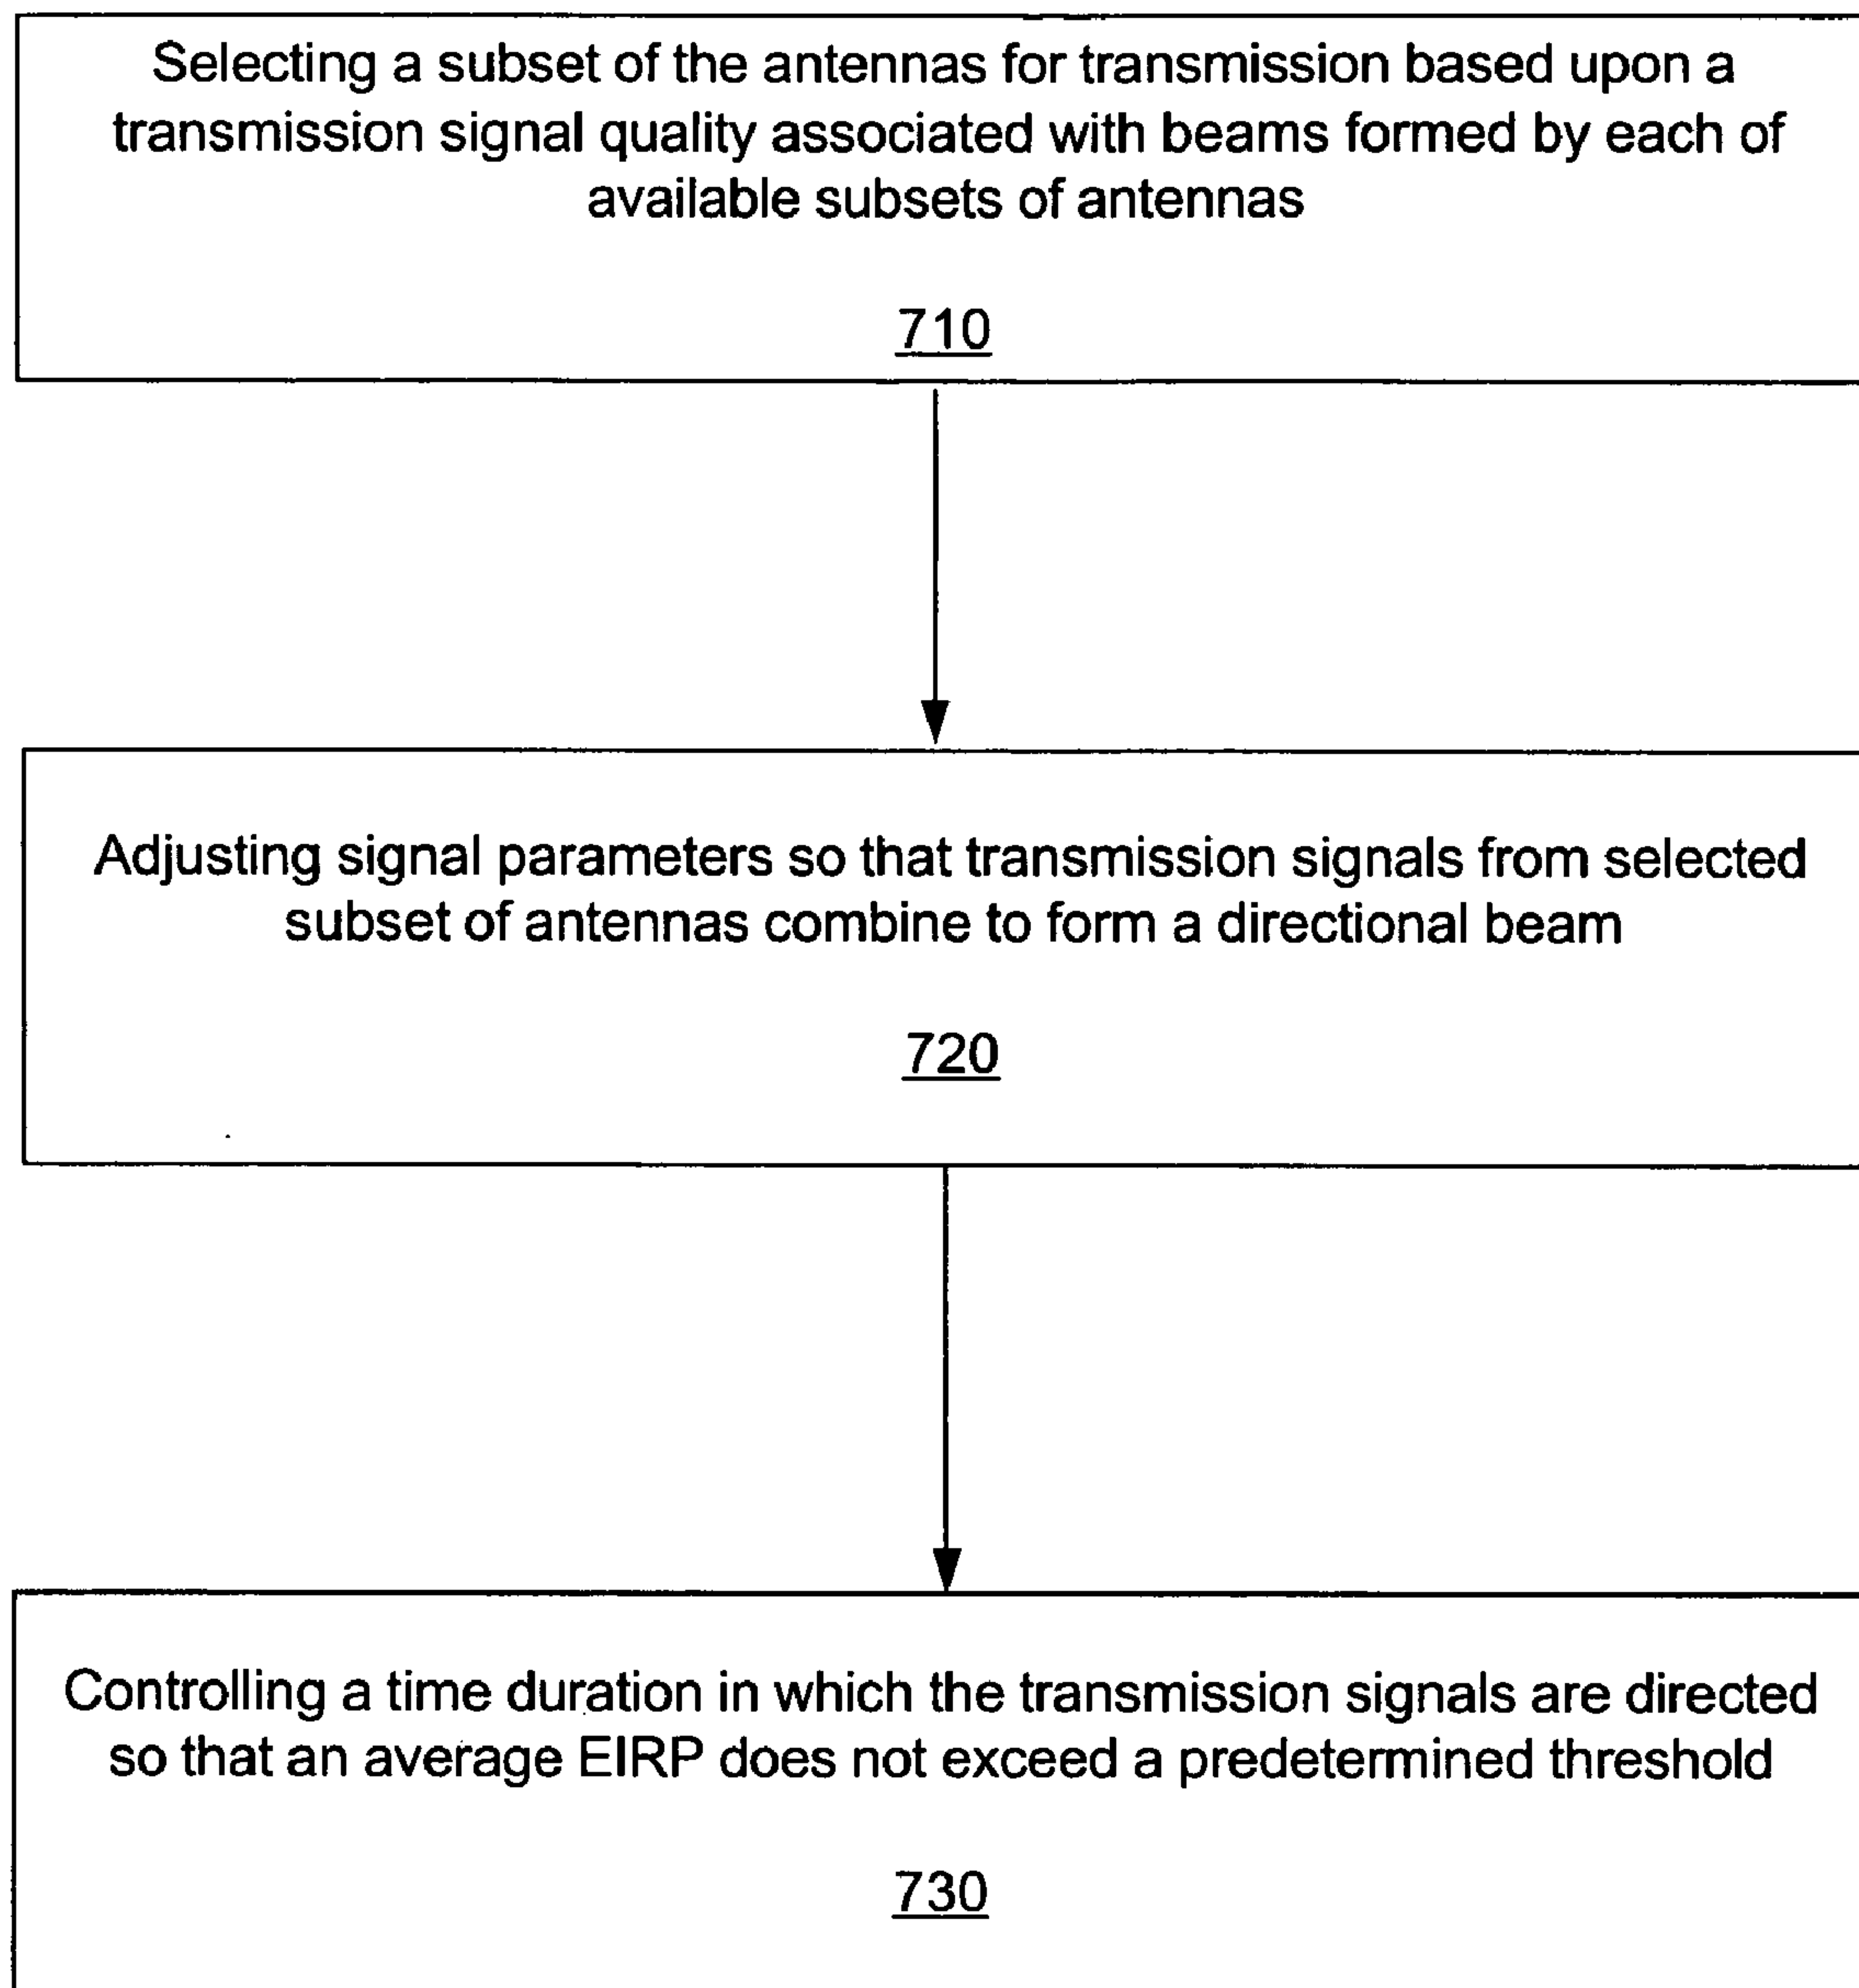 Selecting a subset of the antennas for transmission based upon a
transmission signal quality associated with beams formed by each of
available subsets of antennas
710
Adjusting signal parameters so that transmission signals from selected
subset of antennas combine to form a directional beam
720
Controlling a time duration in which the transmission signals are directed
so that an average EIRP does not exceed a predetermined threshold
730